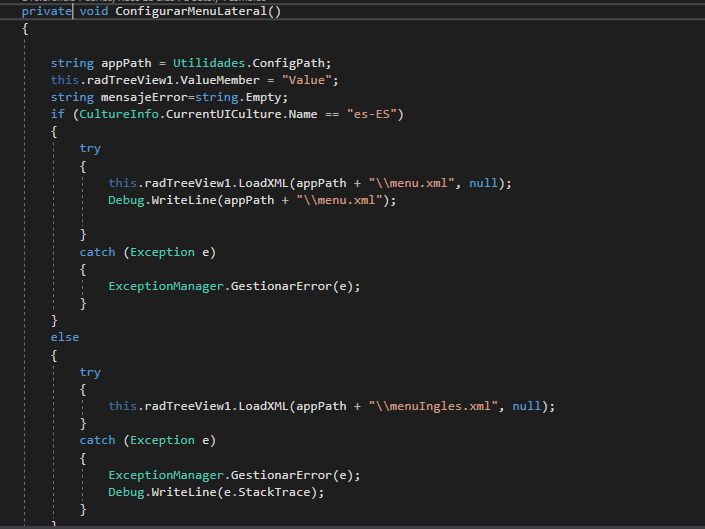 private void ConfigurarMenuLateral()
{
string appPath = Utilidades.ConfigPath;
this.radTreeView1.ValueMember = "Value";
string mensajeError=string.Empty;
if (CultureInfo.CurrentUICulture.Name == "es-ES")
{
try
{
this.radTreeView1.LoadXML(appPath + "\\menu.xml", null);
Debug.WriteLine(appPath + "\\menu.xml");
}
catch (Exception e)
{
ExceptionManager.GestionarError(e);
}
}
else
{
try
{
this.radTreeView1.LoadXML(appPath + "\\menuIngles.xml", null);
}
catch (Exception e)
{
ExceptionManager.GestionarError(e);
Debug.WriteLine(e.StackTrace);
}
}